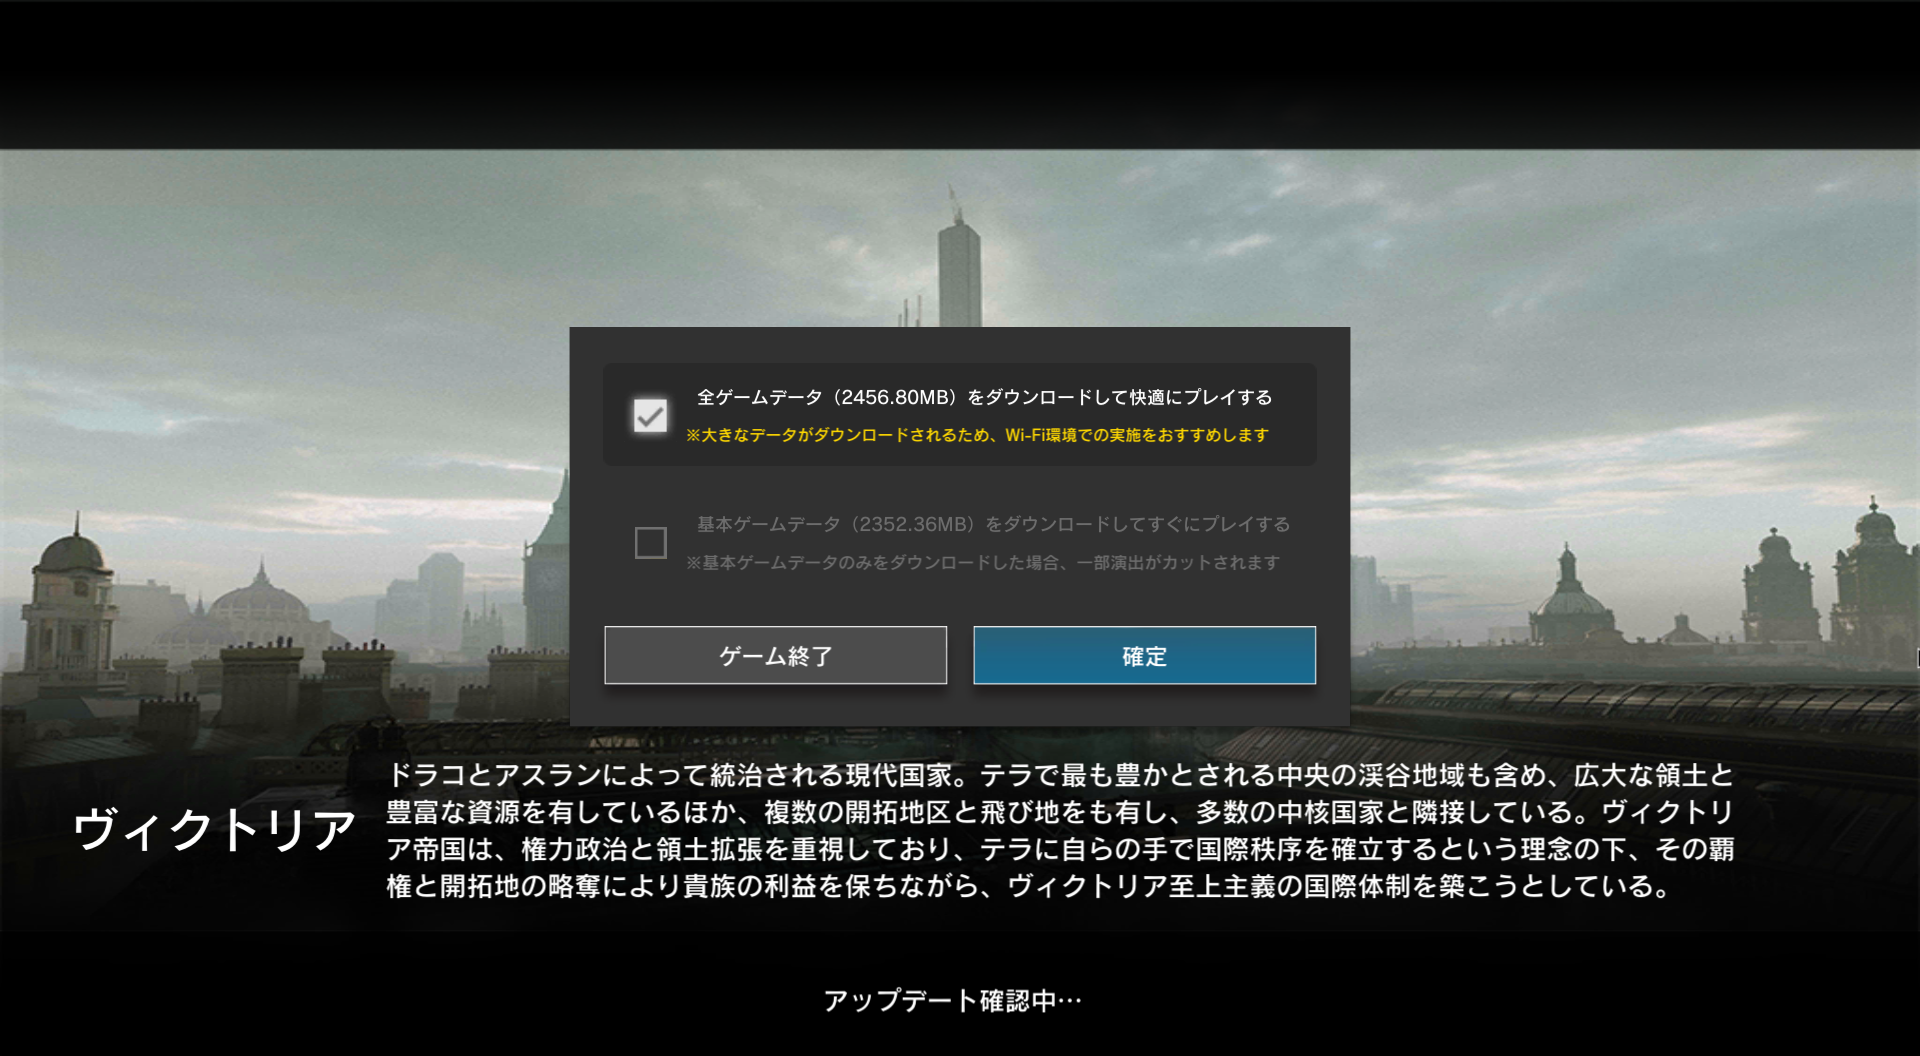 全ゲームデータ（2456.80MB）をダウンロードして快適にプレイする
※大きなデータがダウンロードされるため、Wi-Fi環境での実施をおすすめします
基本ゲームデータ（2352.36MB）をダウンロードしてすぐにプレイする
※基本ゲームデータのみをダウンロードした場合、一部演出がカットされます
ゲーム終了
確定
ヴィクトリア
ドラコとアスランによって統治される現代国家。テラで最も豊かとされる中央の渓谷地域も含め、広大な領土と
豊富な資源を有しているほか、複数の開拓地区と飛び地をも有し、多数の中核国家と隣接している。ヴィクトリ
ア帝国は、権力政治と領土拡張を重視しており、テラに自らの手で国際秩序を確立するという理念の下、その覇
権と開拓地の略奪により貴族の利益を保ちながら、ヴィクトリア至上主義の国際体制を築こうとしている。
アップデート確認中…